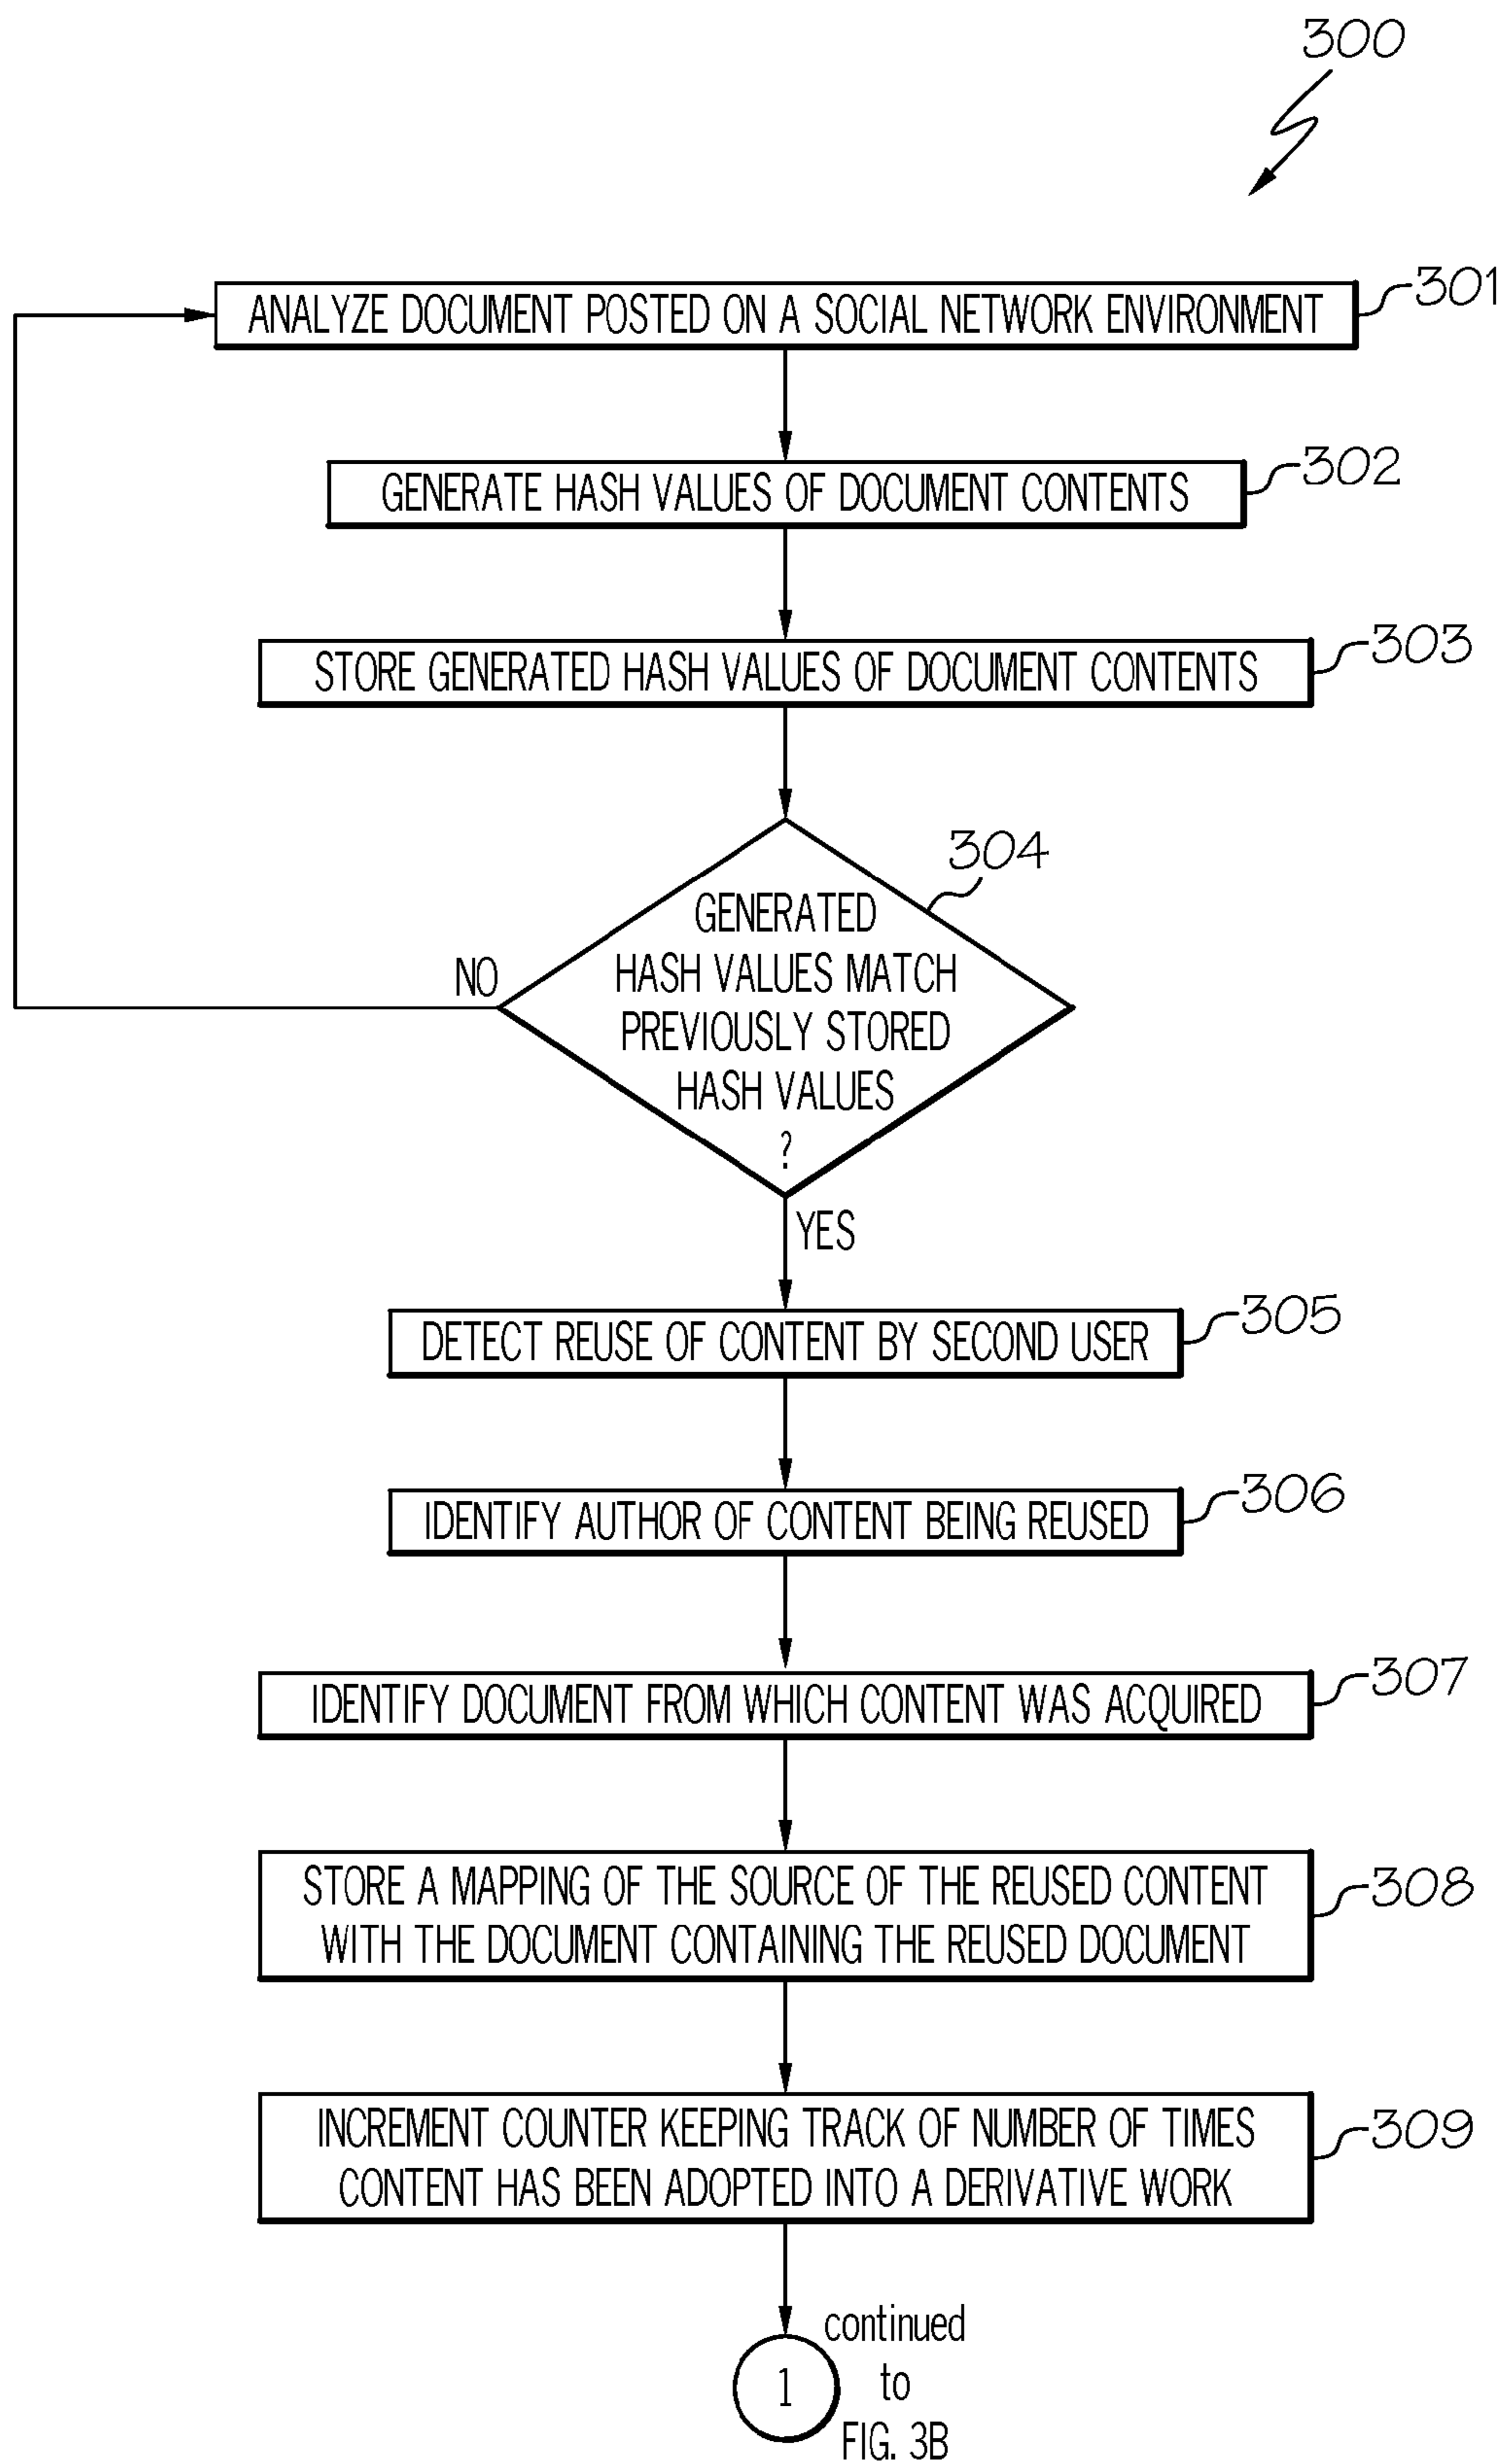 300
ANALYZE DOCUMENT POSTED ON A SOCIAL NETWORK ENVIRONMENT
301
GENERATE HASH VALUES OF DOCUMENT CONTENTS
302
STORE GENERATED HASH VALUES OF DOCUMENT CONTENTS
303
304
GENERATED
HASH VALUES MATCH
PREVIOUSLY STORED
HASH VALUES
?
NO
YES
DETECT REUSE OF CONTENT BY SECOND USER
305
IDENTIFY AUTHOR OF CONTENT BEING REUSED
306
IDENTIFY DOCUMENT FROM WHICH CONTENT WAS ACQUIRED
307
STORE A MAPPING OF THE SOURCE OF THE REUSED CONTENT
WITH THE DOCUMENT CONTAINING THE REUSED DOCUMENT
308
INCREMENT COUNTER KEEPING TRACK OF NUMBER OF TIMES
CONTENT HAS BEEN ADOPTED INTO A DERIVATIVE WORK
309
1
continued
to
FIG. 3B